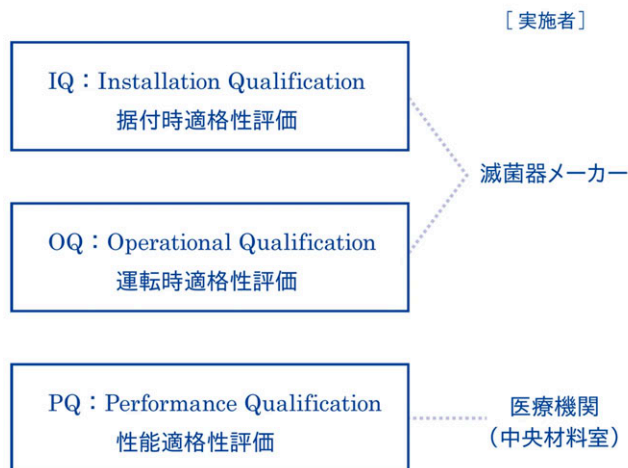 [実施者]
IQ：Installation Qualification
据付時適格性評価
滅菌器メーカー
OQ：Operational Qualification
運転時適格性評価
PQ：Performance Qualification
性能適格性評価
医療機関
（中央材料室）